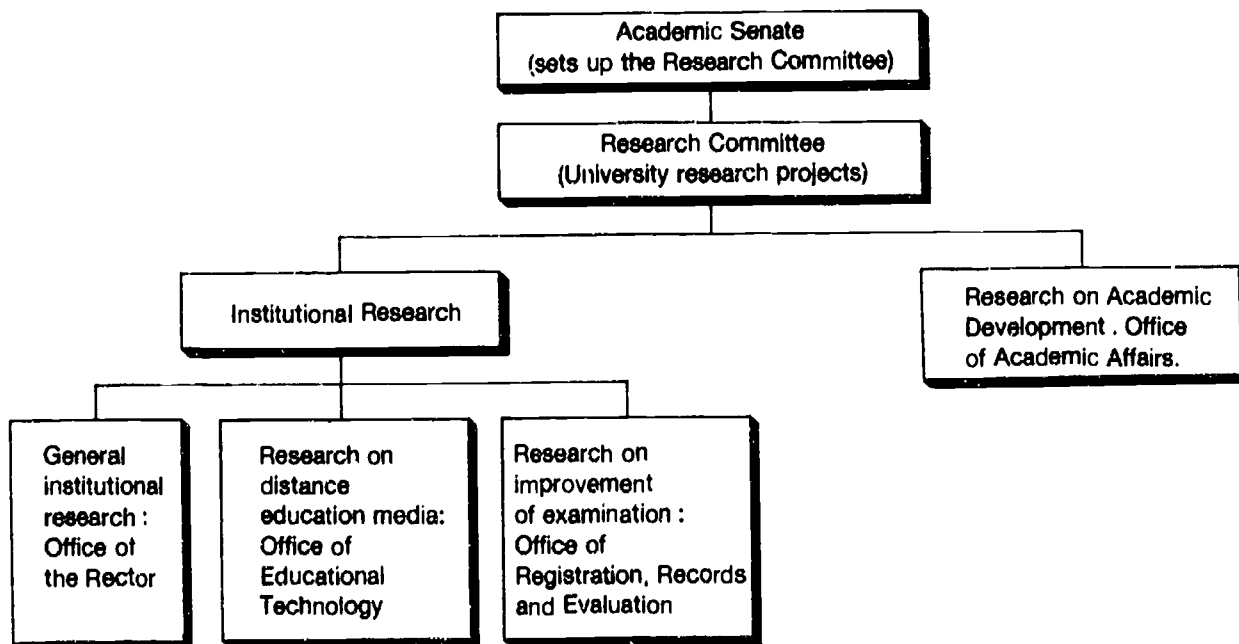 Academic Senate
(sets up the Research Committee)
Research Committee
(University research projects)
Institutional Research
Research on Academic
Development . Office
of Academic Affairs.
General
institutional
research :
Office of
the Rector
Research on
distance
education media:
Office of
Educational
Technology
Research on
improvement
of examination :
Office of
Registration, Records
and Evaluation